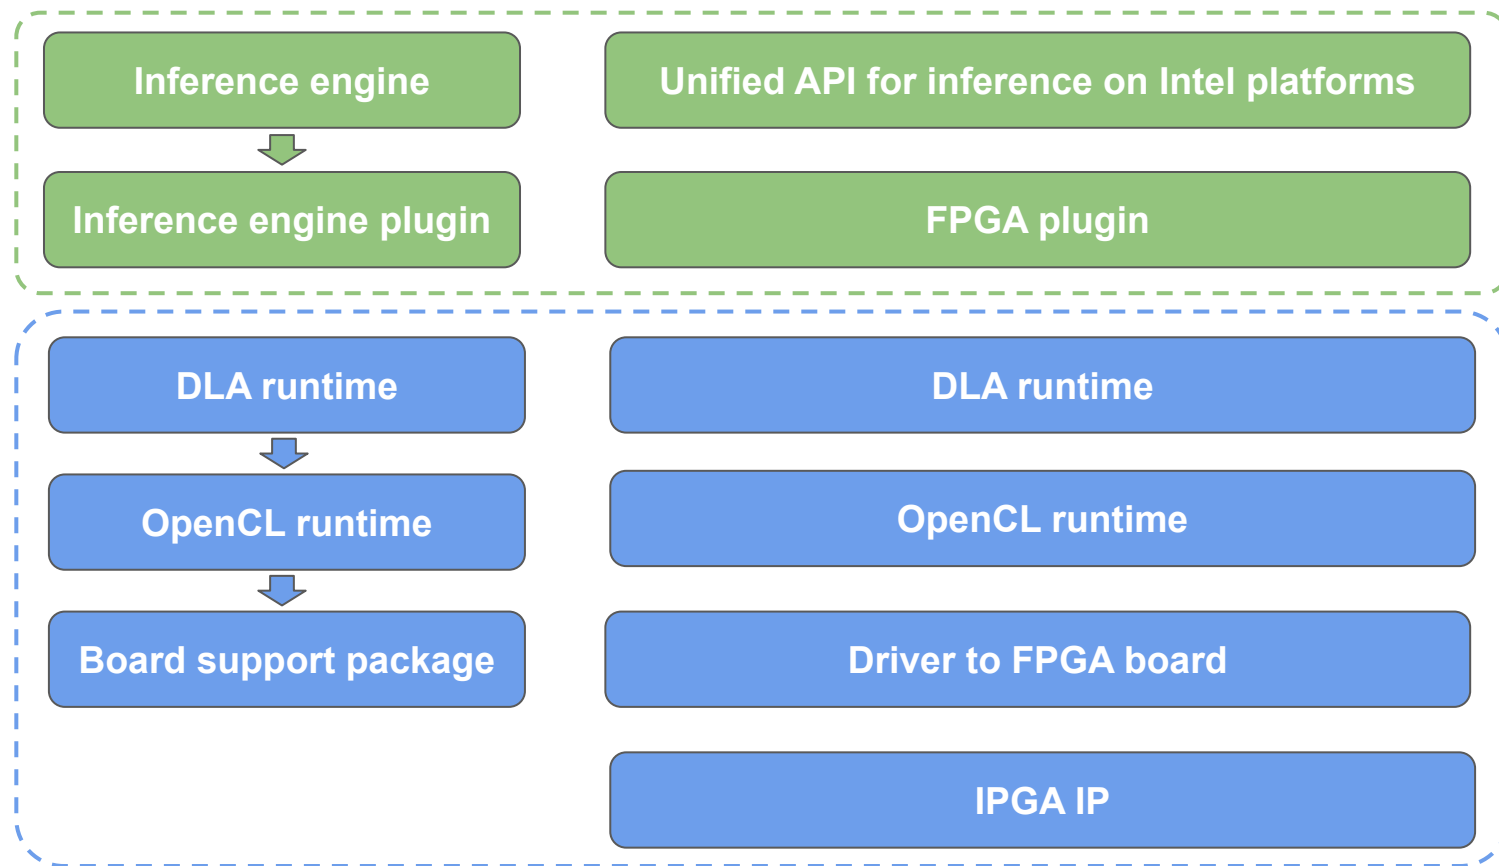 Inference engine
Unified API for inference on Intel platforms
Inference engine plugin
FPGA plugin
DLA runtime
DLA runtime
OpenCL runtime
OpenCL runtime
Board support package
Driver to FPGA board
IPGA IP